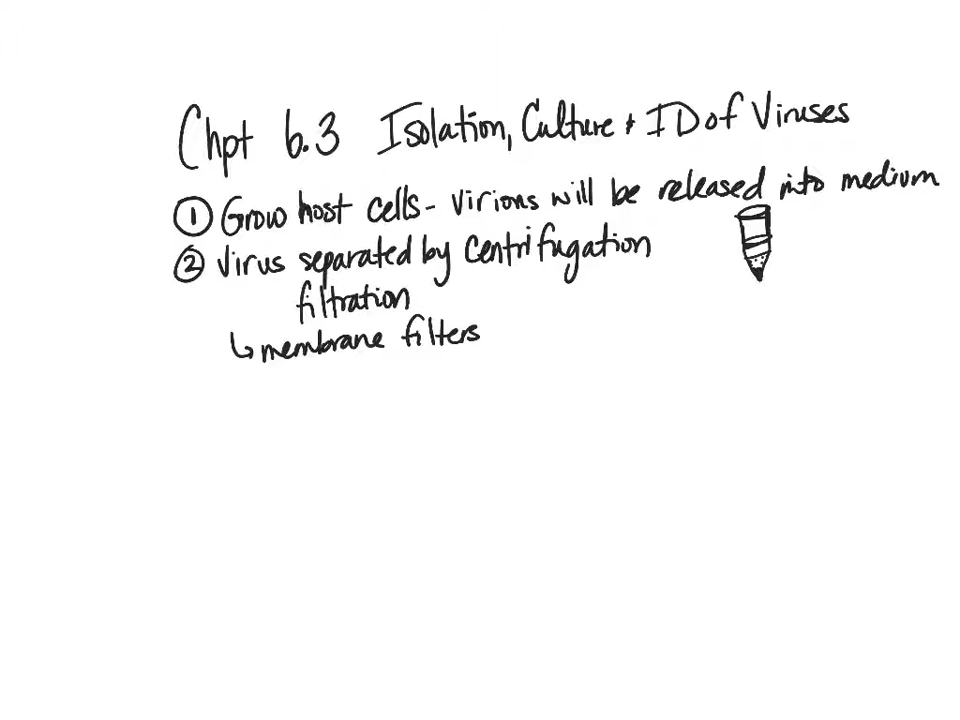 Chpt 6.3 Isolation, Culture + ID of Viruses
① Grow host cells - virions will be released into medium
② Virus separated by centrifugation
filtration
↳ membrane filters